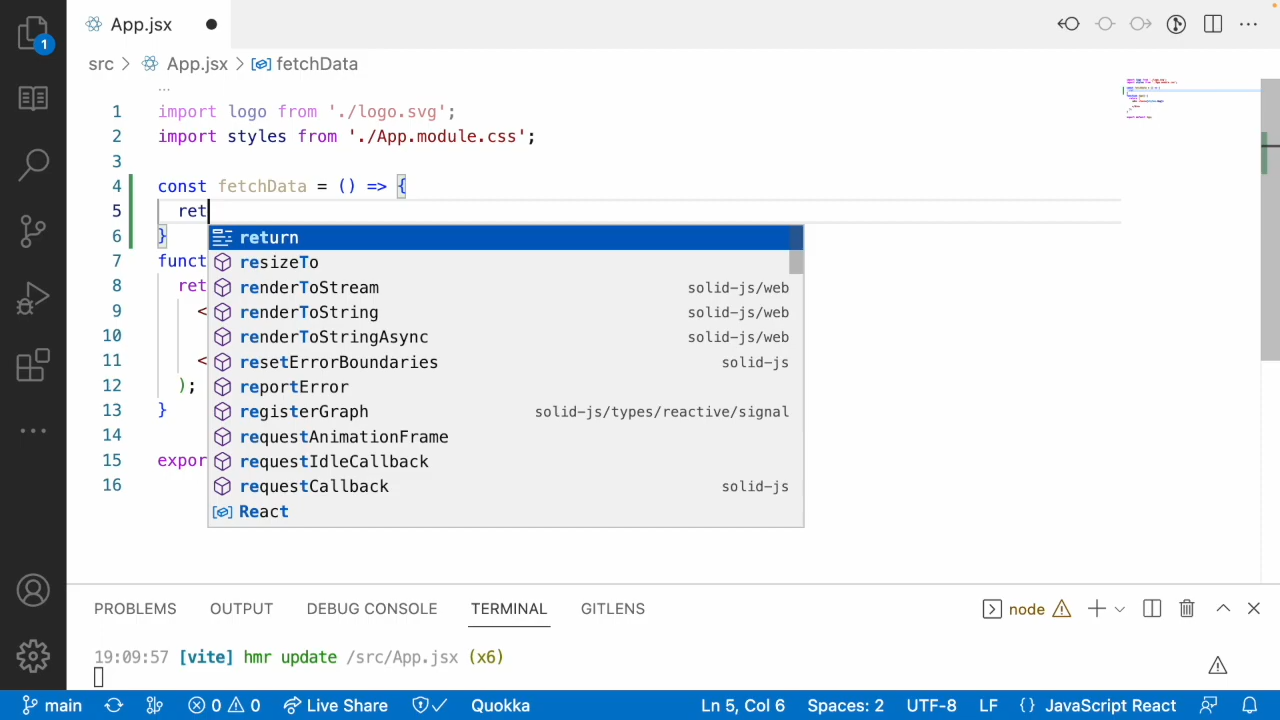 App.jsx
1
src > App.jsx > fetchData
...
1 import logo from './logo.svg';
2 import styles from './App.module.css';
3
4 const fetchData = () => {
5 ret
6 }
return
7 funct
resizeTo
8 ret
renderToStream solid-js/web
9 <
renderToString solid-js/web
10
renderToStringAsync solid-js/web
11 <
resetErrorBoundaries solid-js
12 );
reportError
13 }
registerGraph solid-js/types/reactive/signal
14
requestAnimationFrame
15 expor
requestIdleCallback
16
requestCallback solid-js
React
PROBLEMS OUTPUT DEBUG CONSOLE TERMINAL GITLENS node
19:09:57 [vite] hmr update /src/App.jsx (x6)
main 0 0 Live Share Quokka Ln 5, Col 6 Spaces: 2 UTF-8 LF {} JavaScript React